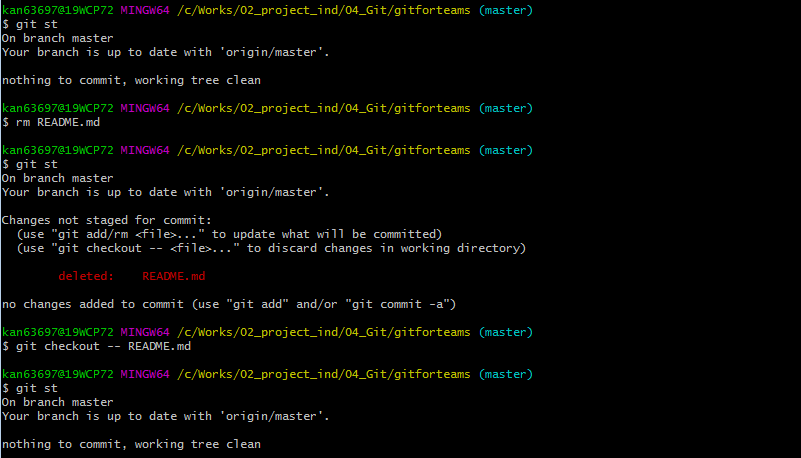 kan63697@19WCP72 MINGW64 /c/Works/02_project_ind/04_Git/gitforteams (master)
$ git st
On branch master
Your branch is up to date with 'origin/master'.
nothing to commit, working tree clean
kan63697@19WCP72 MINGW64 /c/Works/02_project_ind/04_Git/gitforteams (master)
$ rm README.md
kan63697@19WCP72 MINGW64 /c/Works/02_project_ind/04_Git/gitforteams (master)
$ git st
On branch master
Your branch is up to date with 'origin/master'.
Changes not staged for commit:
  (use "git add/rm <file>..." to update what will be committed)
  (use "git checkout -- <file>..." to discard changes in working directory)
        deleted:    README.md
no changes added to commit (use "git add" and/or "git commit -a")
kan63697@19WCP72 MINGW64 /c/Works/02_project_ind/04_Git/gitforteams (master)
$ git checkout -- README.md
kan63697@19WCP72 MINGW64 /c/Works/02_project_ind/04_Git/gitforteams (master)
$ git st
On branch master
Your branch is up to date with 'origin/master'.
nothing to commit, working tree clean